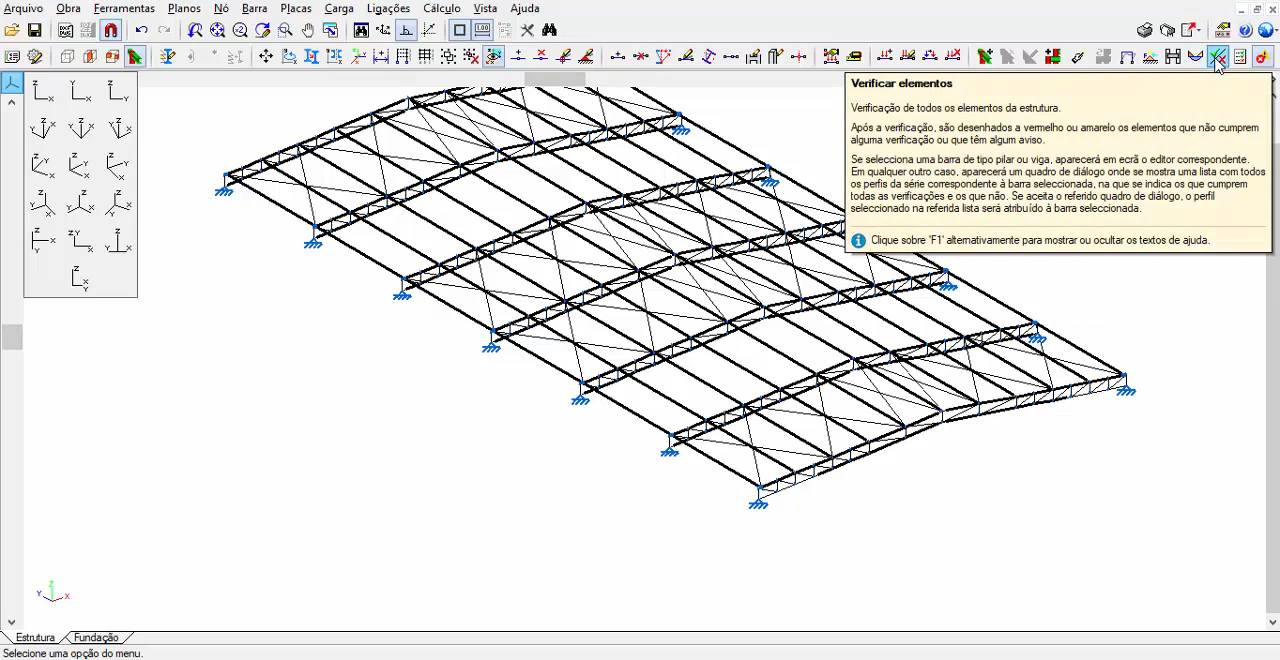 Arquivo Obra Ferramentas Planos Nó Barra Placas Carga Ligações Cálculo Vista Ajuda
1.00
Verificar elementos
Verificação de todos os elementos da estrutura.
Após a verificação, são desenhados a vermelho ou amarelo os elementos que não cumprem
alguma verificação ou que têm algum aviso.
Se selecciona uma barra de tipo pilar ou viga, aparecerá em ecrã o editor correspondente.
Em qualquer outro caso, aparecerá um quadro de diálogo onde se mostra uma lista com todos
os perfis da série correspondente à barra seleccionada, na que se indica os que cumprem
todas as verificações e os que não. Se aceita o referido quadro de diálogo, o perfil
seleccionado na referida lista será atribuído à barra seleccionada.
Clique sobre 'F1' alternativamente para mostrar ou ocultar os textos de ajuda.
Z
Y X
Estrutura Fundação
Selecione uma opção do menu.